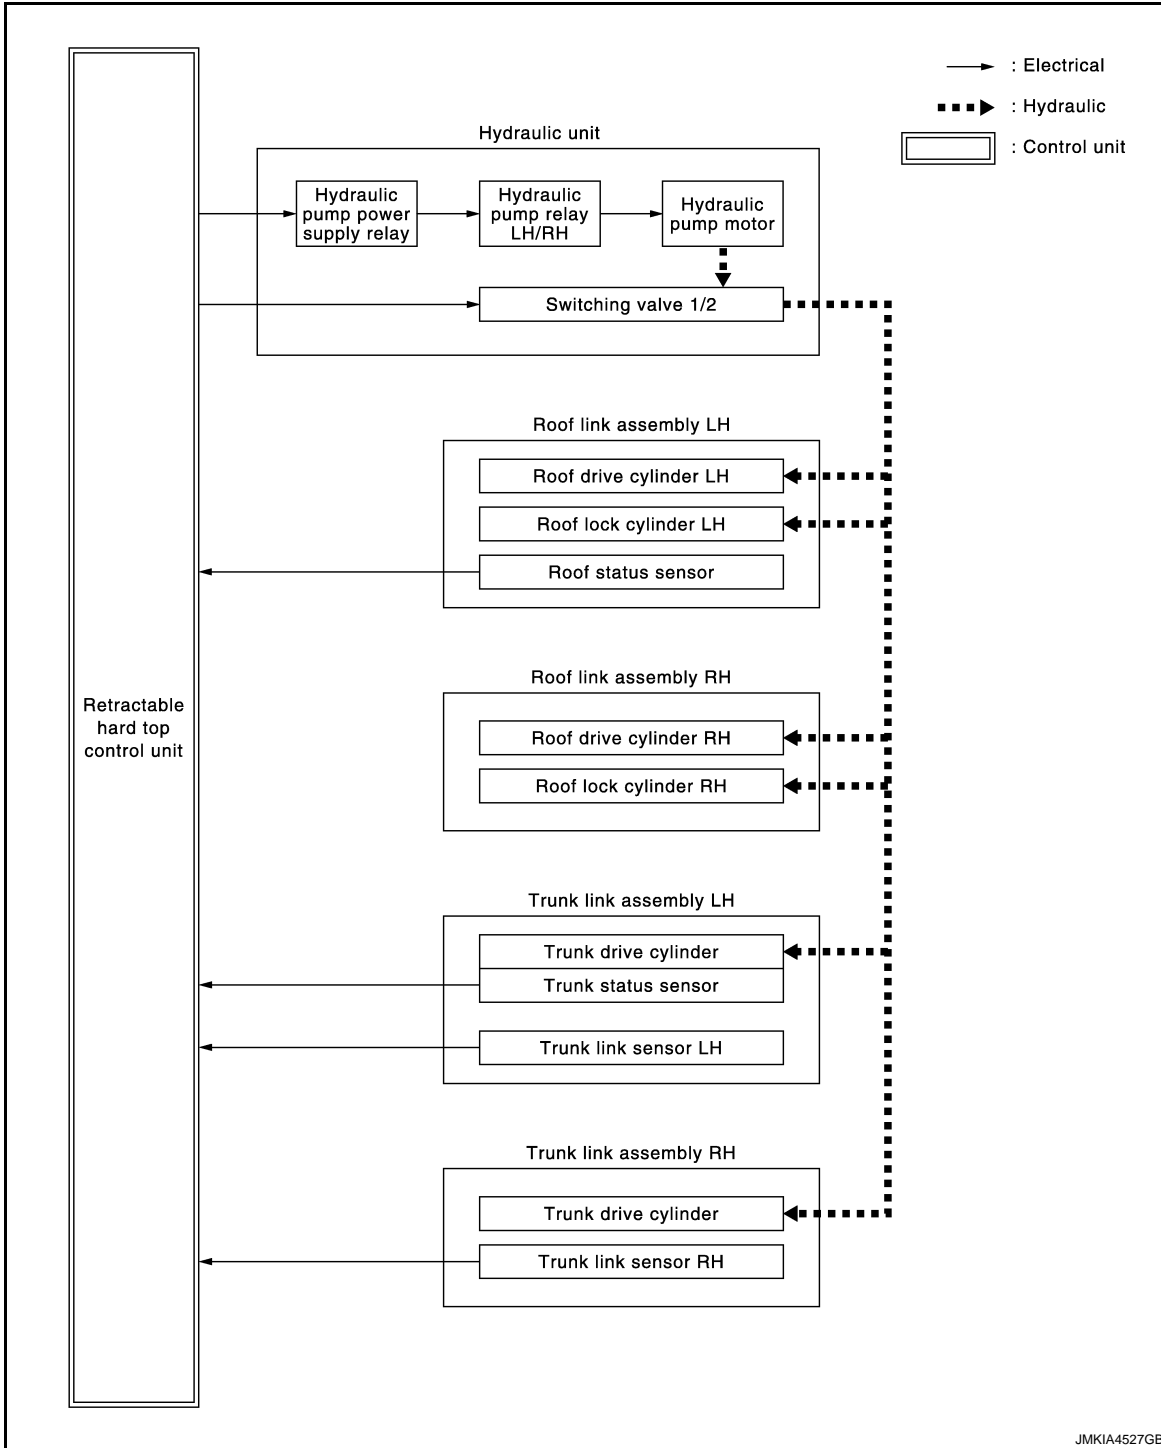 : Electrical
: Hydraulic
: Control unit
Hydraulic unit
Hydraulic
pump power
supply relay
Hydraulic
pump relay
LH/RH
Hydraulic
pump motor
Switching valve 1/2
Roof link assembly LH
Roof drive cylinder LH
Roof lock cylinder LH
Roof status sensor
Retractable
hard top
control unit
Roof link assembly RH
Roof drive cylinder RH
Roof lock cylinder RH
Trunk link assembly LH
Trunk drive cylinder
Trunk status sensor
Trunk link sensor LH
Trunk link assembly RH
Trunk drive cylinder
Trunk link sensor RH
JMKIA4527GB